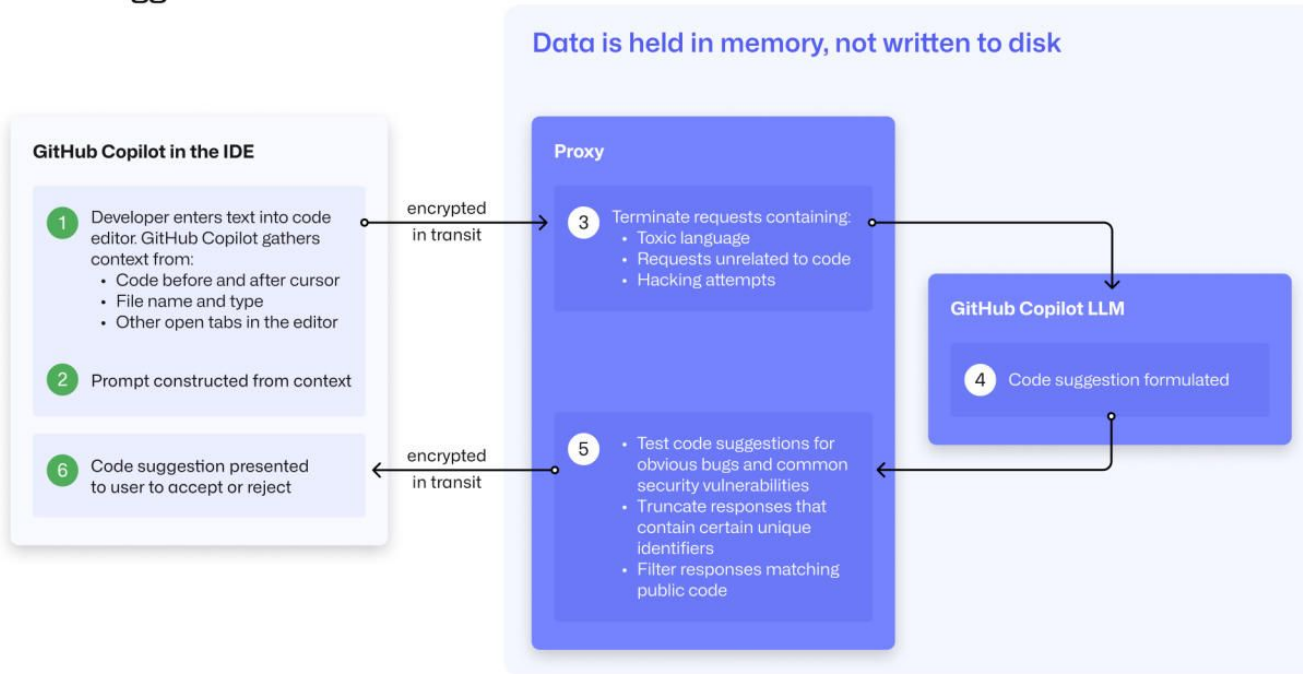 Data is held in memory, not written to disk
GitHub Copilot in the IDE
1 Developer enters text into code
editor. GitHub Copilot gathers
context from:
• Code before and after cursor
• File name and type
• Other open tabs in the editor
2 Prompt constructed from context
encrypted
in transit
Proxy
3 Terminate requests containing:
• Toxic language
• Requests unrelated to code
• Hacking attempts
GitHub Copilot LLM
4 Code suggestion formulated
5 • Test code suggestions for
obvious bugs and common
security vulnerabilities
• Truncate responses that
contain certain unique
identifiers
• Filter responses matching
public code
encrypted
in transit
6 Code suggestion presented
to user to accept or reject